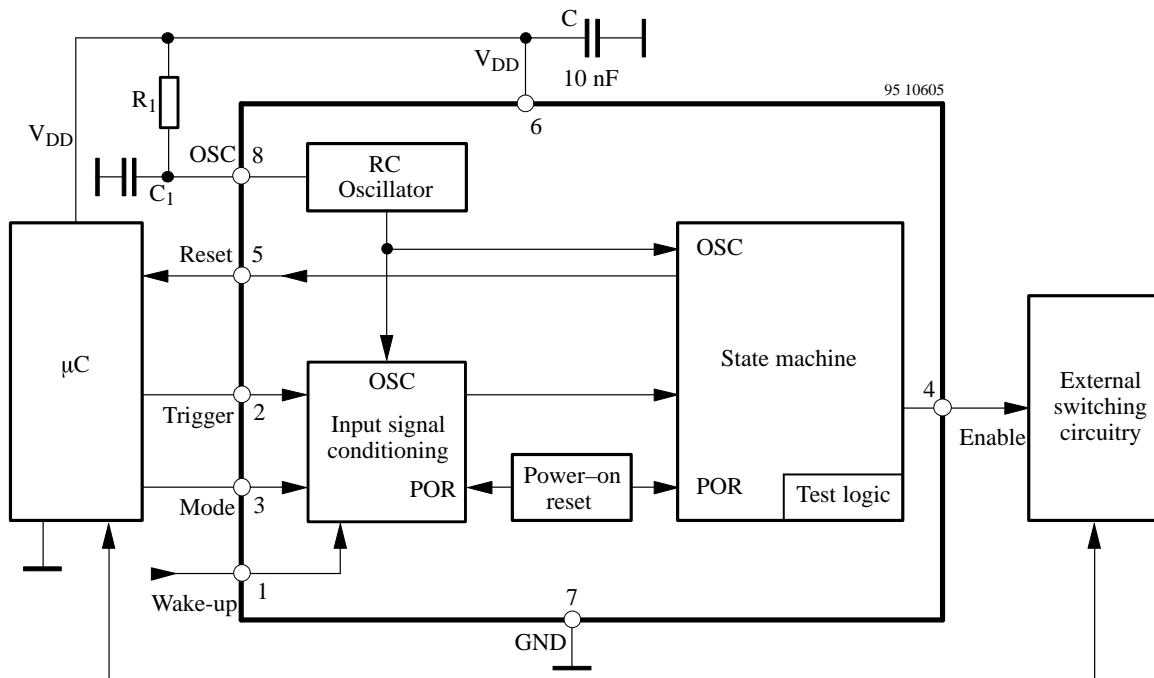 C
V_DD
10 nF
95 10605
R₁
6
V_DD
OSC
8
RC
Oscillator
C₁
Reset
5
OSC
μC
State machine
OSC
4
External
switching
circuitry
Trigger
2
Input signal
conditioning
Enable
Power–on
reset
POR
POR
Test logic
Mode
3
1
Wake-up
7
GND